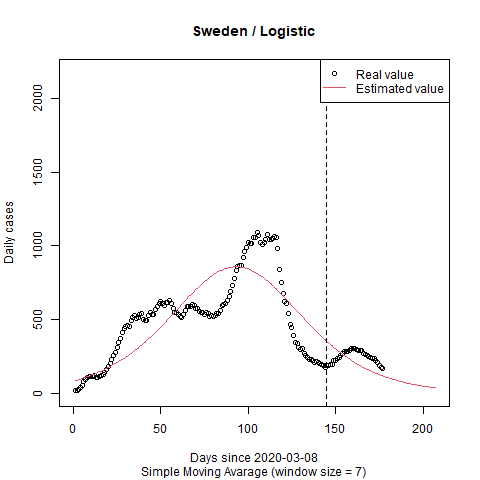 Sweden / Logistic
Real value
Estimated value
Daily cases
2000
1500
1000
500
0
0 50 100 150 200
Days since 2020-03-08
Simple Moving Avarage (window size = 7)